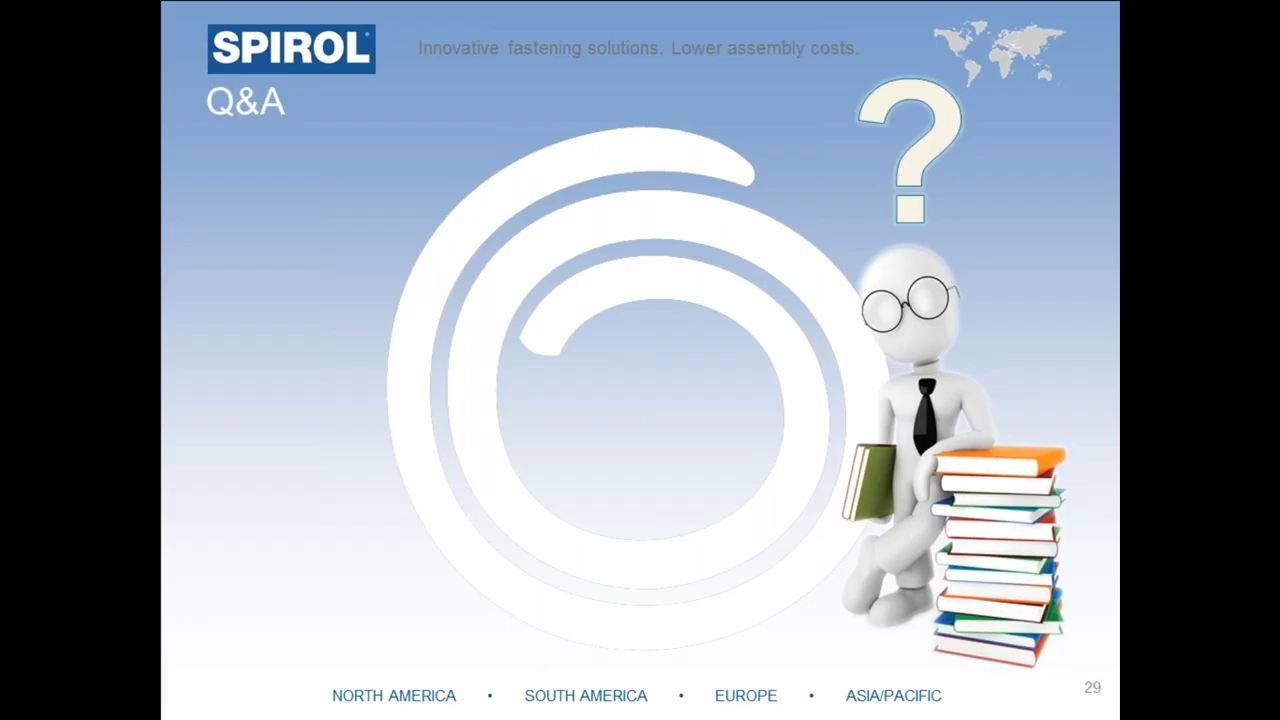 SPIROL
Innovative fastening solutions. Lower assembly costs.
Q&A
?
NORTH AMERICA • SOUTH AMERICA • EUROPE • ASIA/PACIFIC
29